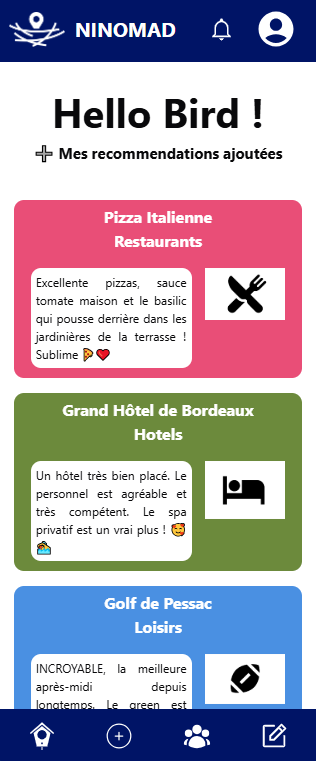 NINOMAD
Hello Bird !
➕ Mes recommendations ajoutées
Pizza Italienne
Restaurants
Excellente pizzas, sauce
tomate maison et le basilic
qui pousse derrière dans les
jardinières de la terrasse !
Sublime 🍕❤️
Grand Hôtel de Bordeaux
Hotels
Un hôtel très bien placé. Le
personnel est agréable et
très compétent. Le spa
privatif est un vrai plus ! 🥰
🏊
Golf de Pessac
Loisirs
INCROYABLE, la meilleure
après-midi depuis
longtemps. Le green est